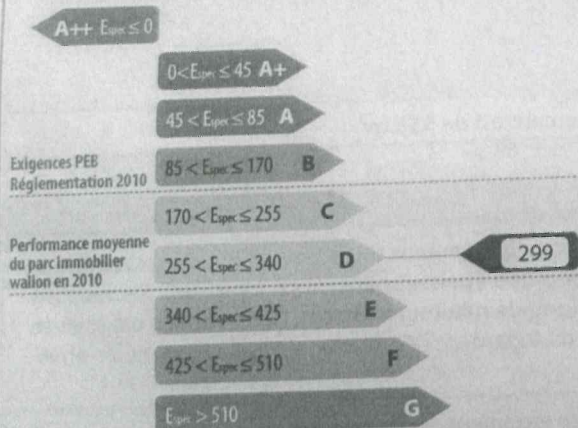 A++ Espec ≤ 0
0 < Espec ≤ 45 A+
45 < Espec ≤ 85 A
Exigences PEB
Réglementation 2010
85 < Espec ≤ 170 B
170 < Espec ≤ 255 C
Performance moyenne
du parc immobilier
wallon en 2010
255 < Espec ≤ 340 D
299
340 < Espec ≤ 425 E
425 < Espec ≤ 510 F
Espec > 510 G